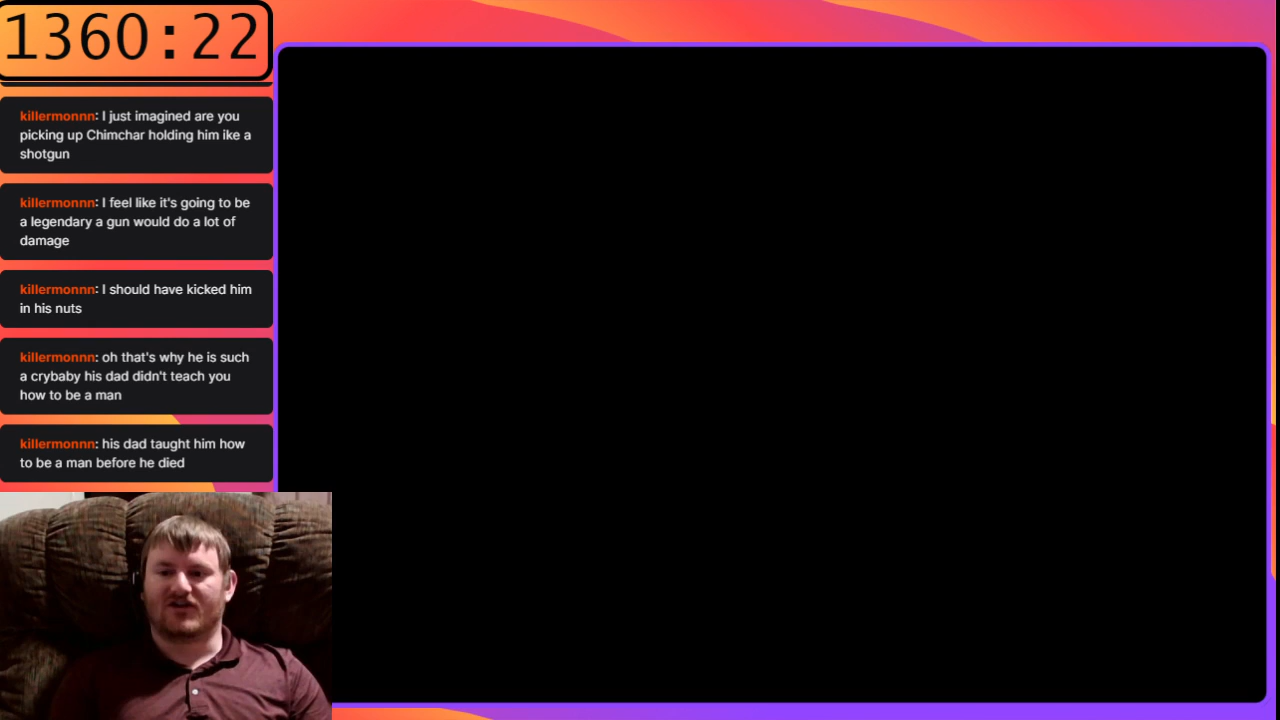 1360:22
killermonnn: I just imagined are you
picking up Chimchar holding him ike a
shotgun
killermonnn: I feel like it's going to be
a legendary a gun would do a lot of
damage
killermonnn: I should have kicked him
in his nuts
killermonnn: oh that's why he is such
a crybaby his dad didn't teach you
how to be a man
killermonnn: his dad taught him how
to be a man before he died